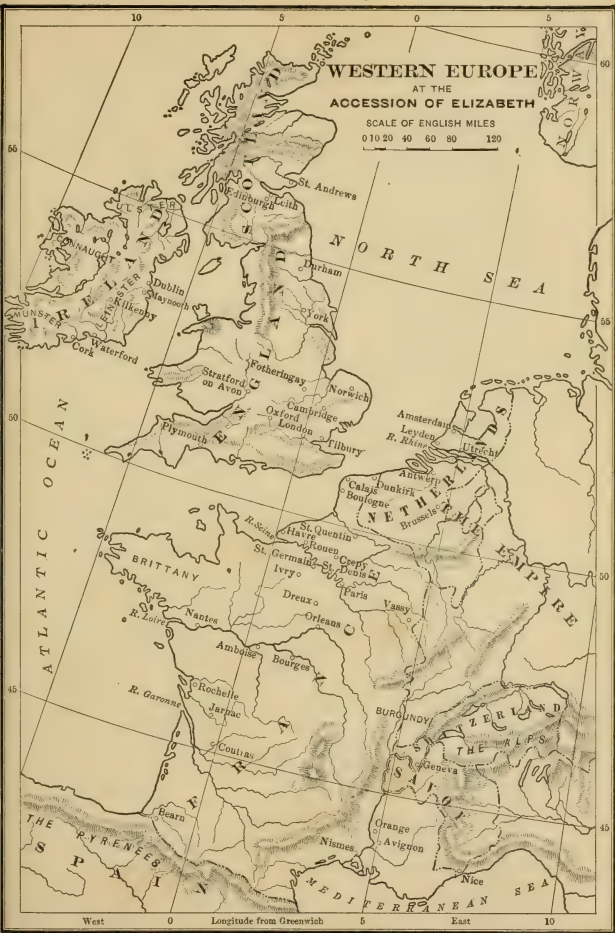 10
5
0
5
60
WESTERN EUROPE
AT THE
ACCESSION OF ELIZABETH
SCALE OF ENGLISH MILES
0 10 20 40 60 80 120
NORWAY
55
SCOTLAND
St. Andrews
Edinburgh
Leith
ULSTER
CONNAUGHT
IRELAND
LEINSTER
MUNSTER
Dublin
Maynooth
Kilkenny
Waterford
Cork
NORTH SEA
55
ENGLAND
Durham
York
Fotheringay
Stratford
on Avon
Norwich
Cambridge
Oxford
London
Tilbury
Plymouth
50
ATLANTIC OCEAN
Amsterdam
Leyden
R. Rhine
Utrecht
NETHERLANDS
Antwerp
Dunkirk
Calais
Boulogne
Brussels
THE EMPIRE
50
R. Seine
St. Quentin
Havre
Rouen
Crepy
St. Germain
St. Denis
Ivry
Paris
BRITTANY
Dreux
Vassy
R. Loire
Nantes
Orleans
Amboise
Bourges
FRANCE
45
R. Garonne
Rochelle
Jarnac
Coutras
BURGUNDY
SWITZERLAND
THE ALPS
Geneva
SAVOY
45
Bearn
THE PYRENEES
SPAIN
Orange
Avignon
Nismes
Nice
MEDITERRANEAN SEA
West
0
Longitude from Greenwich
5
East
10